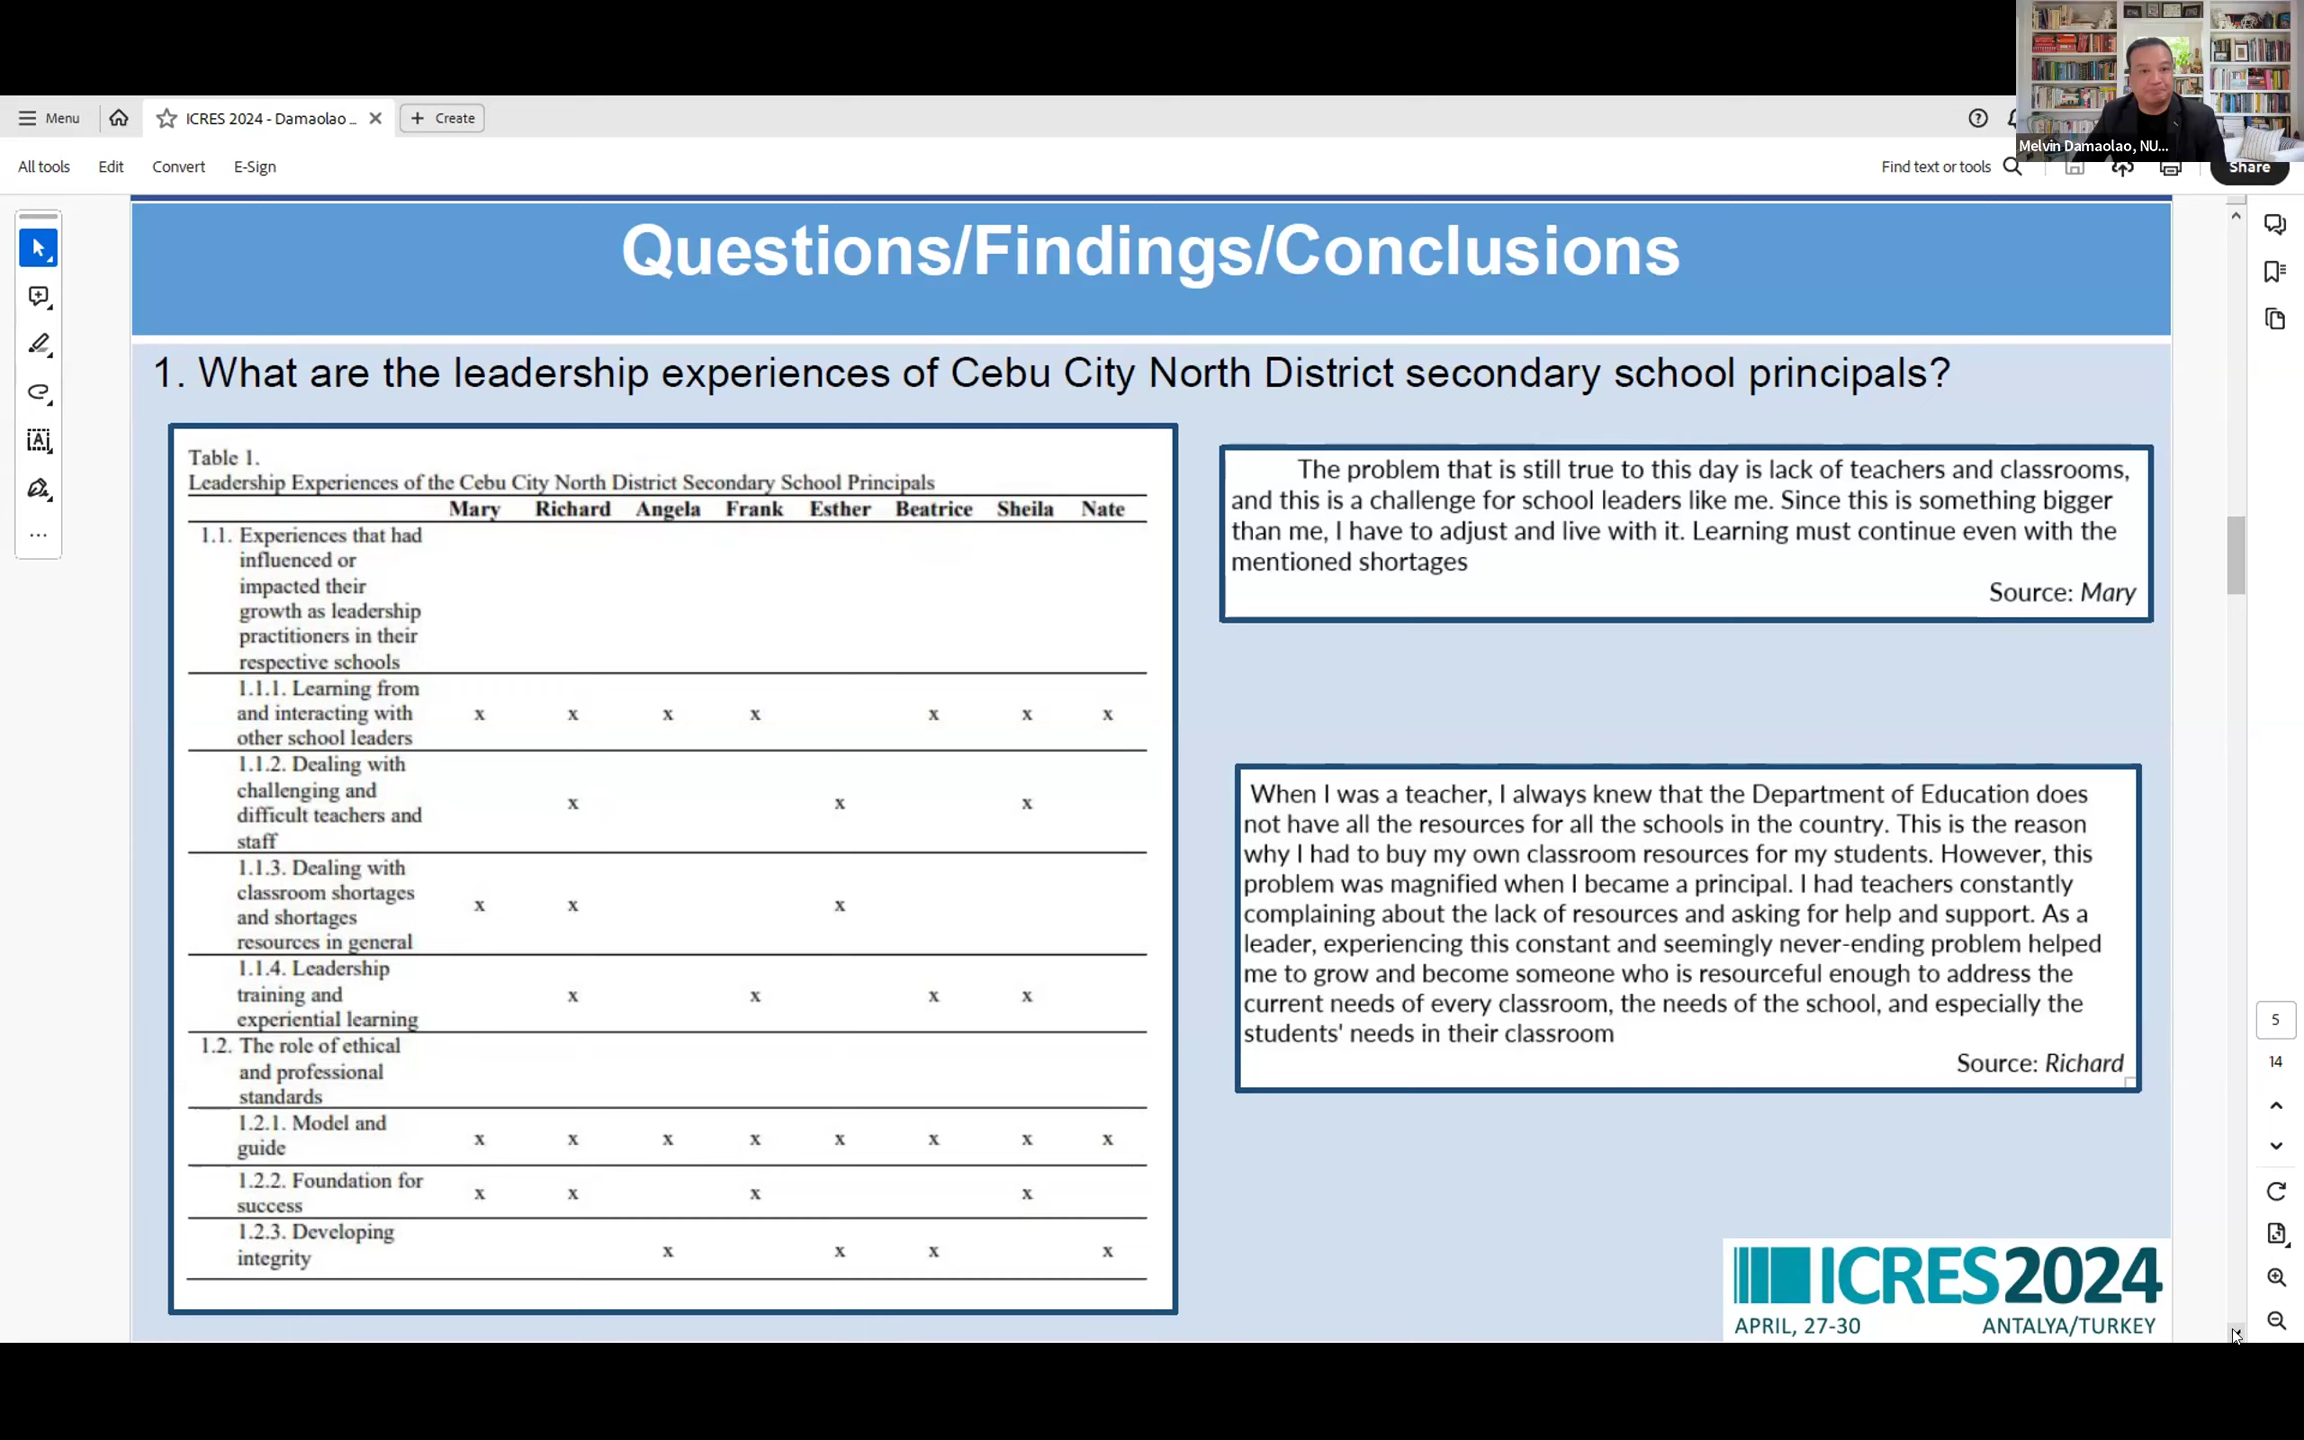 Melvin Damaolao, NU...
Menu
ICRES 2024 - Damaolao ...
Create
All tools
Edit
Convert
E-Sign
Find text or tools
Share
Questions/Findings/Conclusions
1. What are the leadership experiences of Cebu City North District secondary school principals?
Table 1.
Leadership Experiences of the Cebu City North District Secondary School Principals
Mary Richard Angela Frank Esther Beatrice Sheila Nate
1.1. Experiences that had
influenced or
impacted their
growth as leadership
practitioners in their
respective schools
1.1.1. Learning from
and interacting with x x x x x x x
other school leaders
1.1.2. Dealing with
challenging and
x x x
difficult teachers and
staff
1.1.3. Dealing with
classroom shortages
x x x
and shortages
resources in general
1.1.4. Leadership
training and x x x x
experiential learning
1.2. The role of ethical
and professional
standards
1.2.1. Model and
x x x x x x x x
guide
1.2.2. Foundation for
x x x x
success
1.2.3. Developing
x x x x
integrity
The problem that is still true to this day is lack of teachers and classrooms,
and this is a challenge for school leaders like me. Since this is something bigger
than me, I have to adjust and live with it. Learning must continue even with the
mentioned shortages
Source: Mary
When I was a teacher, I always knew that the Department of Education does
not have all the resources for all the schools in the country. This is the reason
why I had to buy my own classroom resources for my students. However, this
problem was magnified when I became a principal. I had teachers constantly
complaining about the lack of resources and asking for help and support. As a
leader, experiencing this constant and seemingly never-ending problem helped
me to grow and become someone who is resourceful enough to address the
current needs of every classroom, the needs of the school, and especially the
students' needs in their classroom
Source: Richard
5
14
ICRES 2024
APRIL, 27-30 ANTALYA/TURKEY